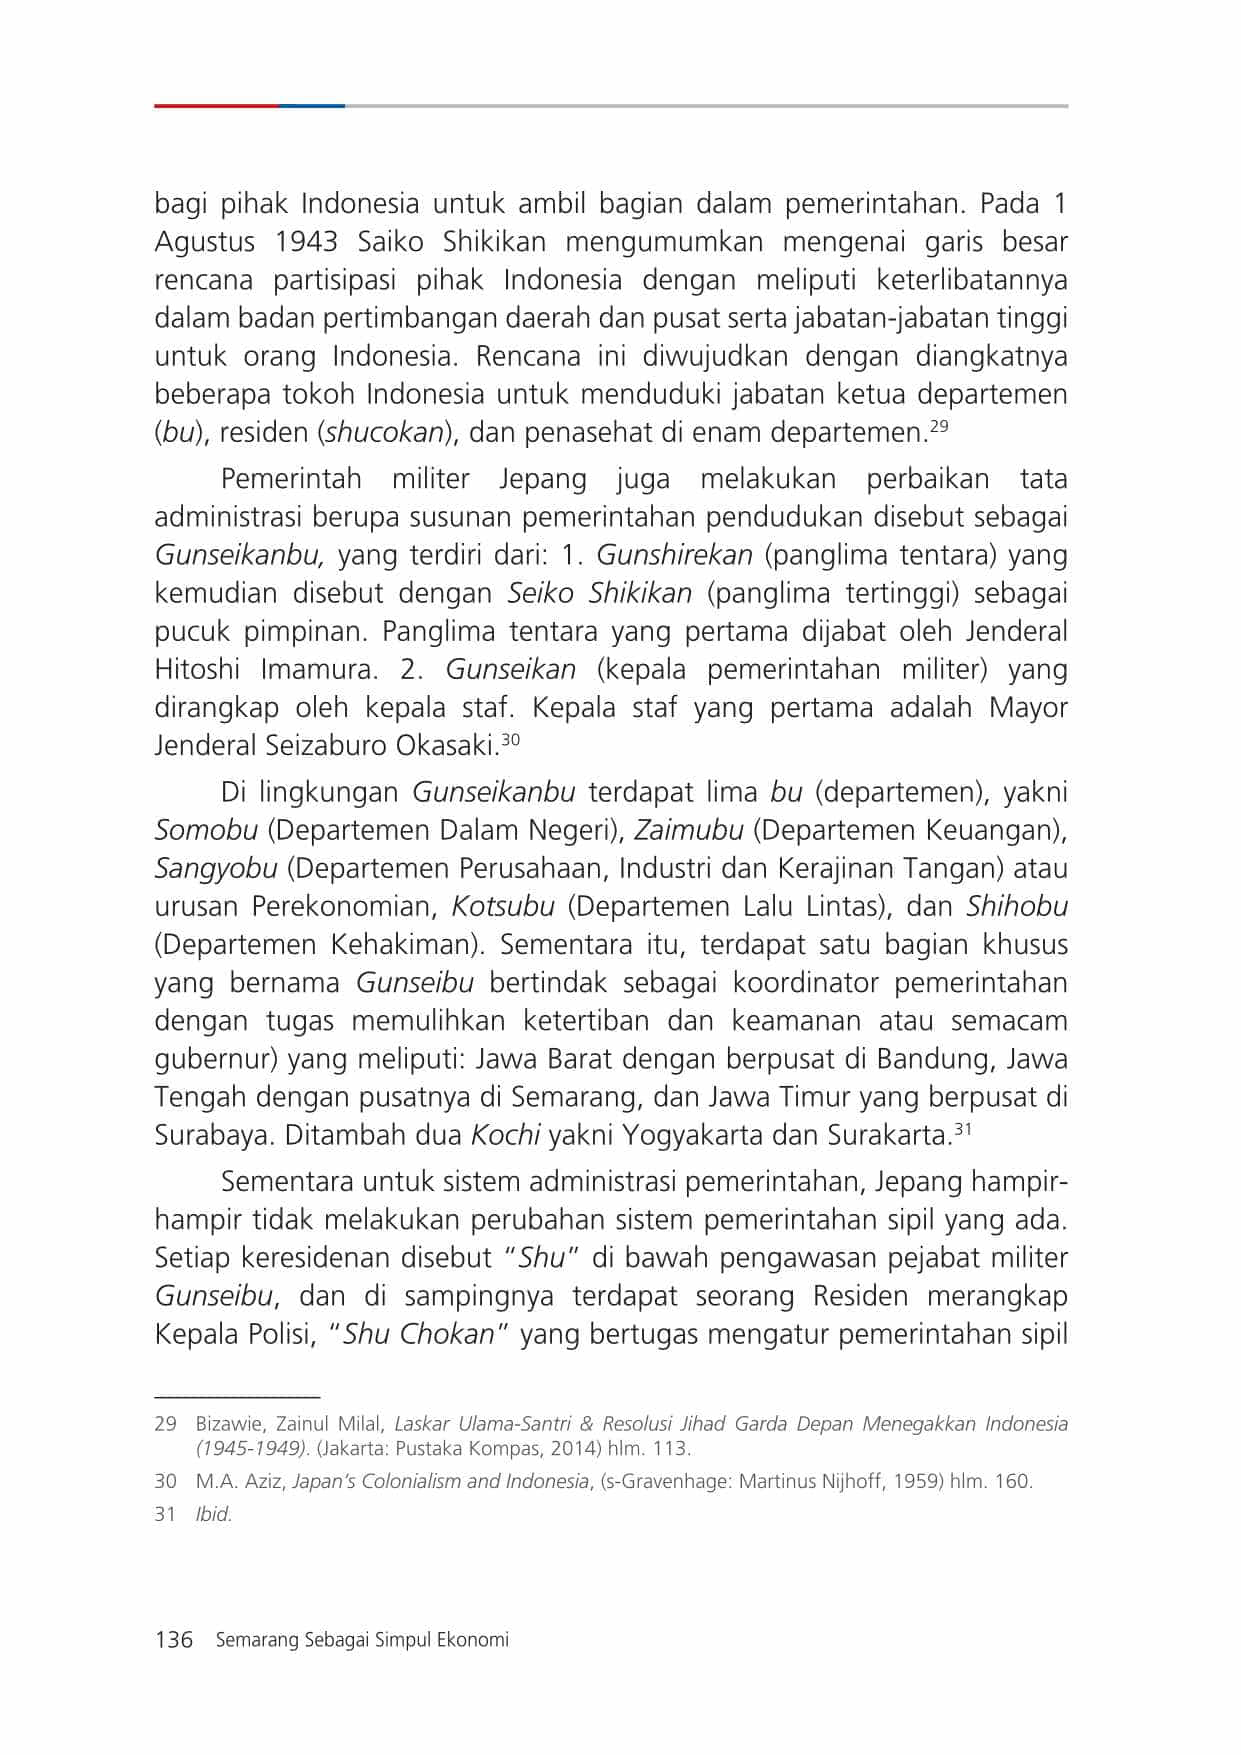 bagi pihak Indonesia untuk ambil bagian dalam pemerintahan. Pada 1
Agustus 1943 Saiko Shikikan mengumumkan mengenai garis besar
rencana partisipasi pihak Indonesia dengan meliputi keterlibatannya
dalam badan pertimbangan daerah dan pusat serta jabatan-jabatan tinggi
untuk orang Indonesia. Rencana ini diwujudkan dengan diangkatnya
beberapa tokoh Indonesia untuk menduduki jabatan ketua departemen
(bu), residen (shucokan), dan penasehat di enam departemen.29
Pemerintah militer Jepang juga melakukan perbaikan tata
administrasi berupa susunan pemerintahan pendudukan disebut sebagai
Gunseikanbu, yang terdiri dari: 1. Gunshirekan (panglima tentara) yang
kemudian disebut dengan Seiko Shikikan (panglima tertinggi) sebagai
pucuk pimpinan. Panglima tentara yang pertama dijabat oleh Jenderal
Hitoshi Imamura. 2. Gunseikan (kepala pemerintahan militer) yang
dirangkap oleh kepala staf. Kepala staf yang pertama adalah Mayor
Jenderal Seizaburo Okasaki.30
Di lingkungan Gunseikanbu terdapat lima bu (departemen), yakni
Somobu (Departemen Dalam Negeri), Zaimubu (Departemen Keuangan),
Sangyobu (Departemen Perusahaan, Industri dan Kerajinan Tangan) atau
urusan Perekonomian, Kotsubu (Departemen Lalu Lintas), dan Shihobu
(Departemen Kehakiman). Sementara itu, terdapat satu bagian khusus
yang bernama Gunseibu bertindak sebagai koordinator pemerintahan
dengan tugas memulihkan ketertiban dan keamanan atau semacam
gubernur) yang meliputi: Jawa Barat dengan berpusat di Bandung, Jawa
Tengah dengan pusatnya di Semarang, dan Jawa Timur yang berpusat di
Surabaya. Ditambah dua Kochi yakni Yogyakarta dan Surakarta.31
Sementara untuk sistem administrasi pemerintahan, Jepang hampir-
hampir tidak melakukan perubahan sistem pemerintahan sipil yang ada.
Setiap keresidenan disebut “Shu” di bawah pengawasan pejabat militer
Gunseibu, dan di sampingnya terdapat seorang Residen merangkap
Kepala Polisi, “Shu Chokan” yang bertugas mengatur pemerintahan sipil
29 Bizawie, Zainul Milal, Laskar Ulama-Santri & Resolusi Jihad Garda Depan Menegakkan Indonesia
(1945-1949). (Jakarta: Pustaka Kompas, 2014) hlm. 113.
30 M.A. Aziz, Japan’s Colonialism and Indonesia, (s-Gravenhage: Martinus Nijhoff, 1959) hlm. 160.
31 Ibid.
136 Semarang Sebagai Simpul Ekonomi